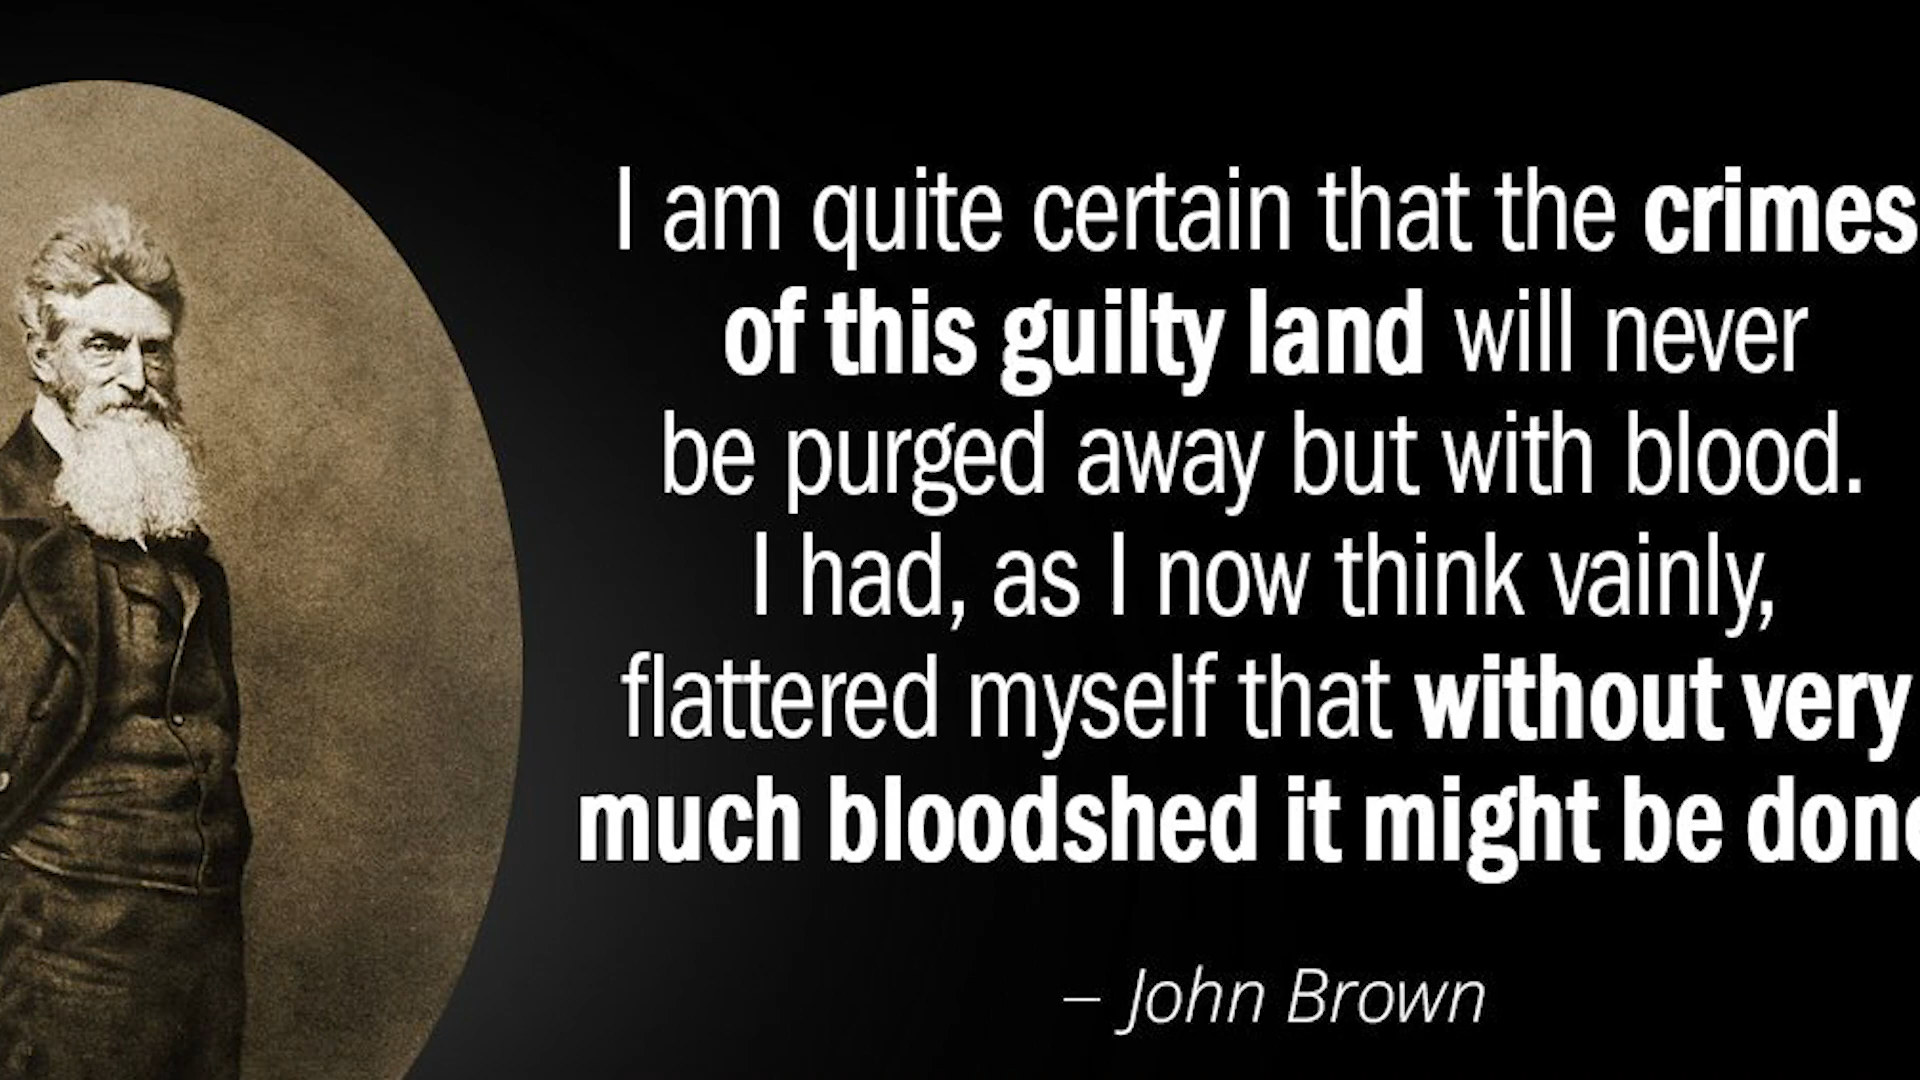 I am quite certain that the crimes
of this guilty land will never
be purged away but with blood.
I had, as I now think vainly,
flattered myself that without very
much bloodshed it might be done
– John Brown